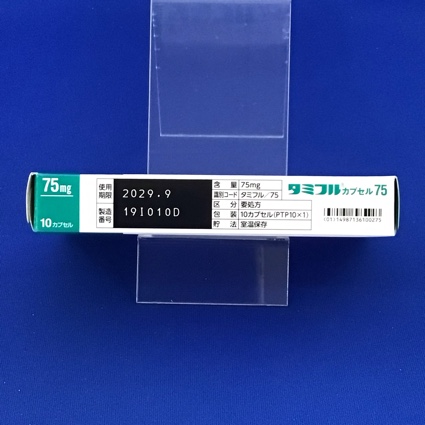 75mg
10カプセル
使用期限 2029.9
製造番号 19I010D
含量 75mg
識別コード タミフル/75
区分 要処方
包装 10カプセル(PTP10×1)
貯法 室温保存
タミフルカプセル75
(01)14987136100275